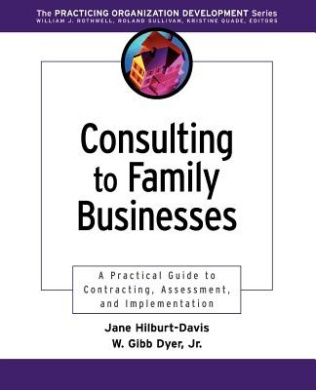 The PRACTICING ORGANIZATION DEVELOPMENT Series
WILLIAM J. ROTHWELL, ROLAND SULLIVAN, KRISTINE QUADE, EDITORS
Consulting
to Family
Businesses
A Practical Guide to
Contracting, Assessment,
and Implementation
Jane Hilburt-Davis
W. Gibb Dyer, Jr.